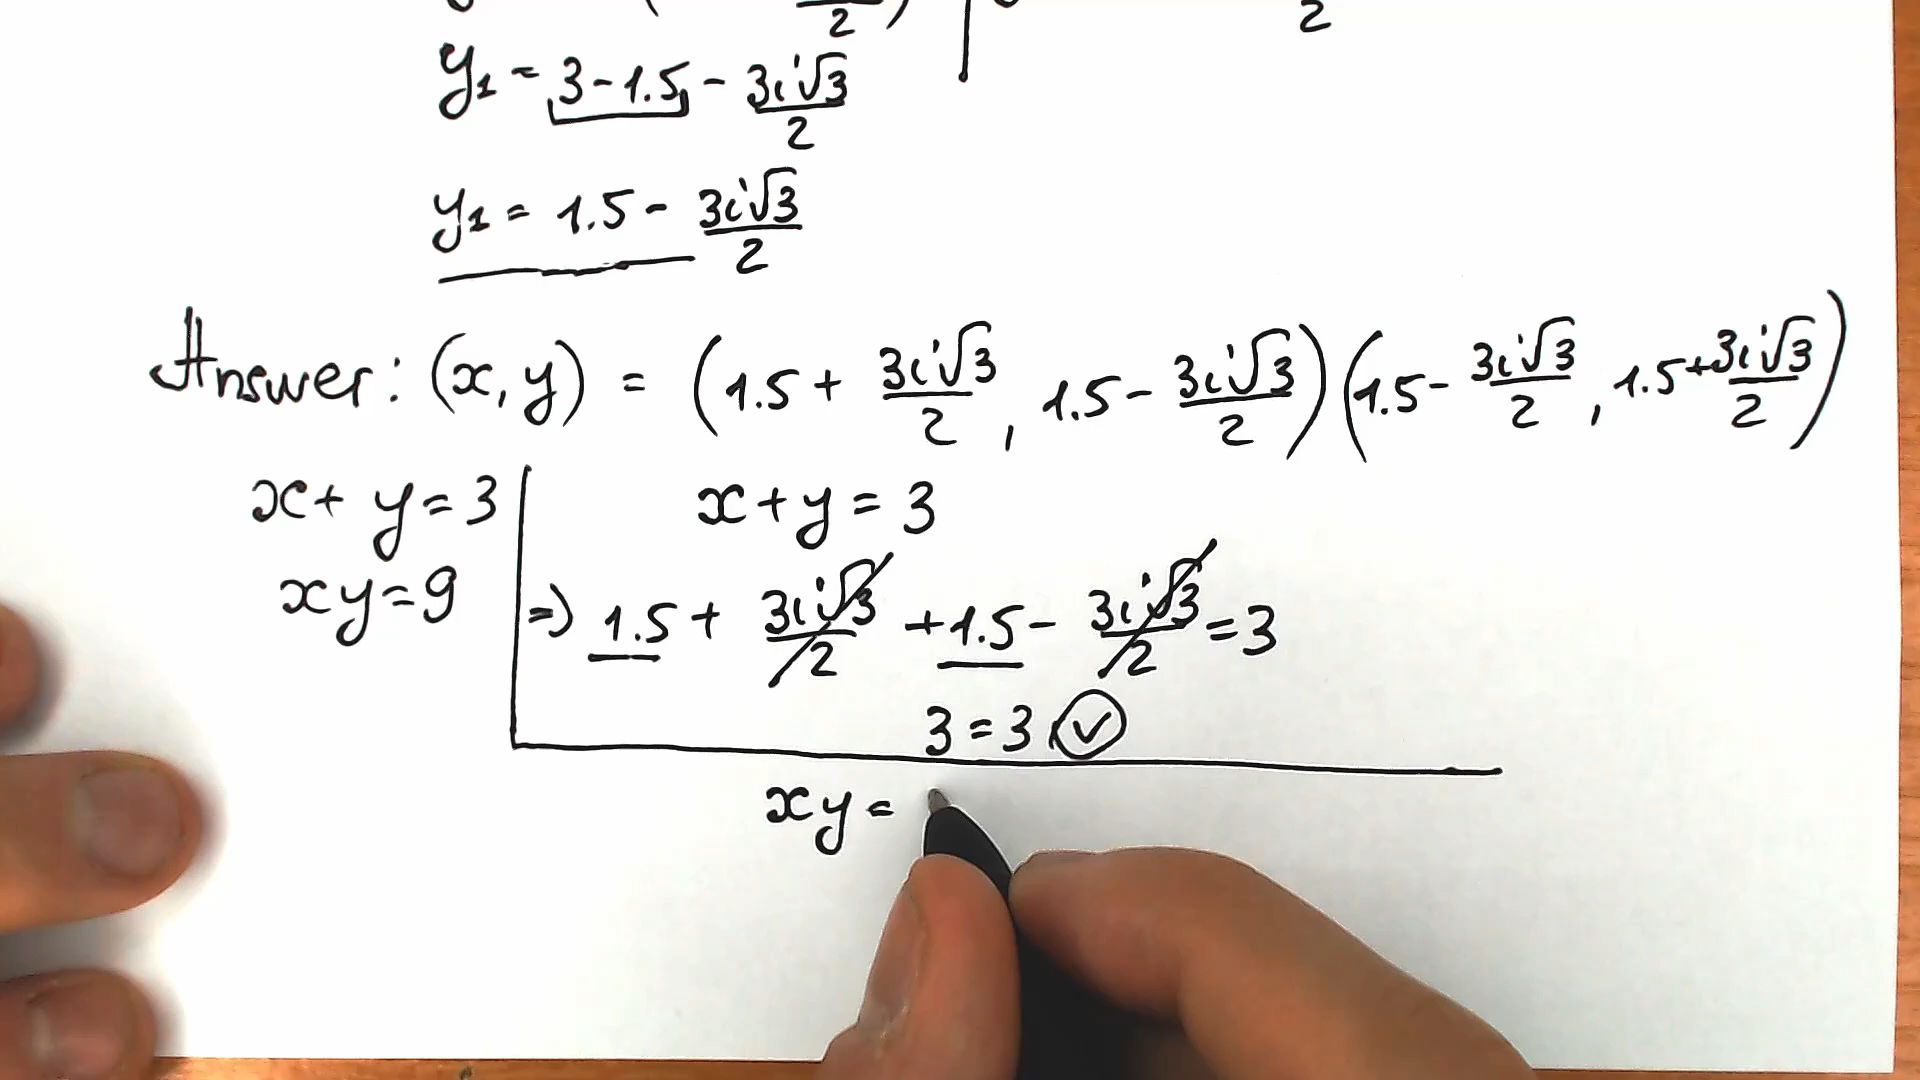 2 2
y₁ = 3 - 1.5 - 3i√3/2
y₁ = 1.5 - 3i√3/2
Answer: (x, y) = (1.5 + 3i√3/2, 1.5 - 3i√3/2) (1.5 - 3i√3/2, 1.5 + 3i√3/2)
x + y = 3
xy = 9
x + y = 3
⇒ 1.5 + 3i√3/2 + 1.5 - 3i√3/2 = 3
3 = 3 ✓
xy =